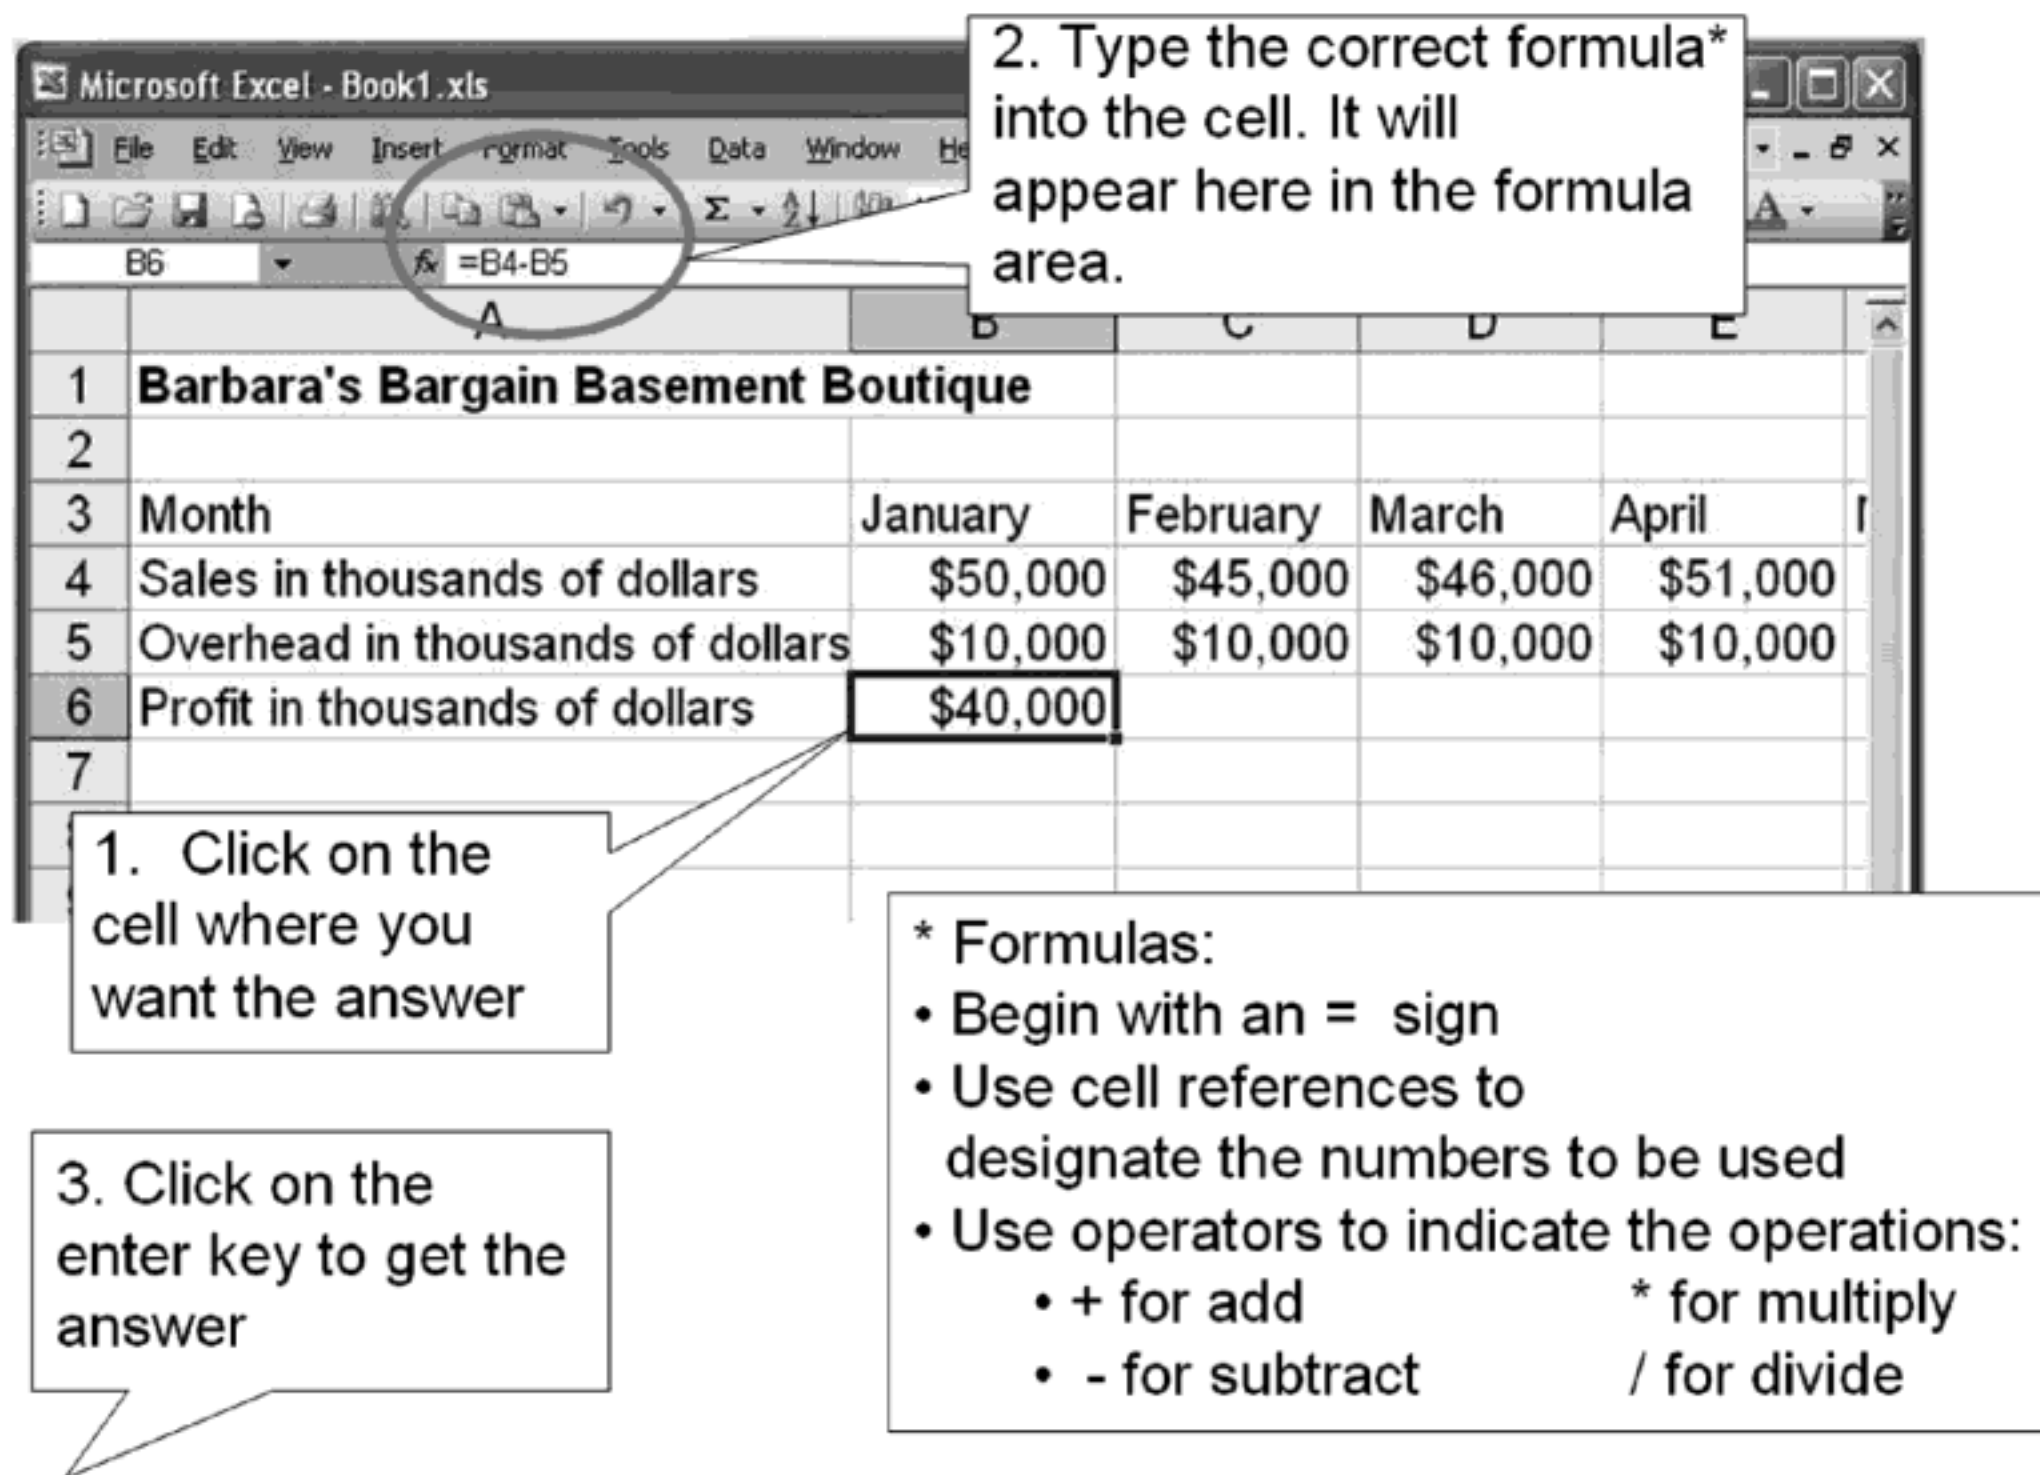 Microsoft Excel - Book1.xls
2. Type the correct formula*
into the cell. It will
appear here in the formula
area.
File Edit View Insert Format Tools Data Window He
B6 fx =B4-B5
A B C D E
1 Barbara's Bargain Basement Boutique
2
3 Month January February March April
4 Sales in thousands of dollars $50,000 $45,000 $46,000 $51,000
5 Overhead in thousands of dollars $10,000 $10,000 $10,000 $10,000
6 Profit in thousands of dollars $40,000
7
1. Click on the
cell where you
want the answer
3. Click on the
enter key to get the
answer
* Formulas:
• Begin with an = sign
• Use cell references to
designate the numbers to be used
• Use operators to indicate the operations:
• + for add * for multiply
• - for subtract / for divide